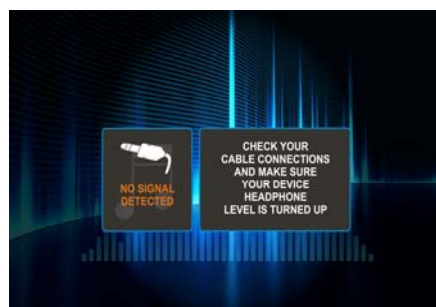 NO SIGNAL
DETECTED
CHECK YOUR
CABLE CONNECTIONS
AND MAKE SURE
YOUR DEVICE
HEADPHONE
LEVEL IS TURNED UP